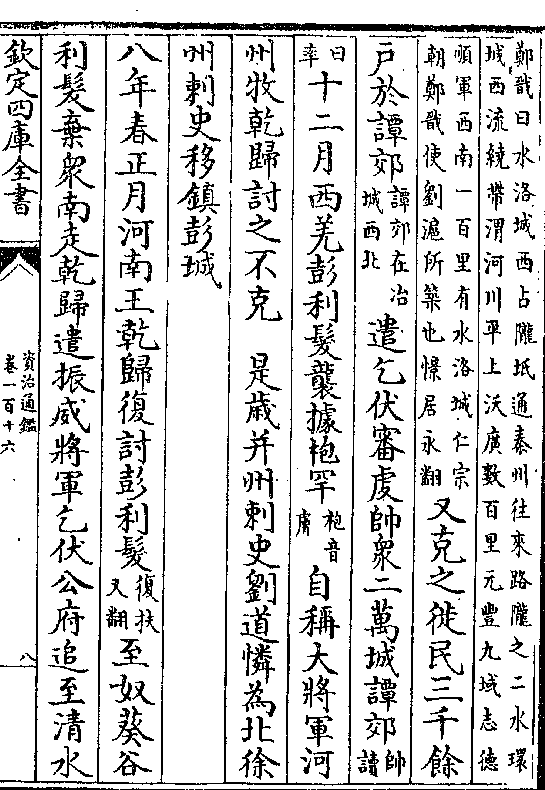 鄭戩曰水洛城西占隴坻通秦州往來路隴之二水環
城西流繞帶渭河川平上沃廣數百里元豐九域志德
順軍西南一百里有水洛城仁宗
朝鄭戩使劉滬所築也憬居永翻
又克之徙民三千餘
戸於譚郊
譚郊在冶
城西北
遣乞伏審虔帥衆二萬城譚郊
帥讀
曰率
十二月西羌彭利髮襲據枹罕
枹音
膚
自稱大將軍河
州牧乾歸討之不克 是歳并州刺史劉道憐為北徐
州刺史移鎮彭城
八年春正月河南王乾歸復討彭利髮
復扶
又翻
至奴葵谷
利髮棄衆南走乾歸遣振威將軍乞伏公府追至清水
欽定四庫全書
資治通鑑
卷一百十六
八